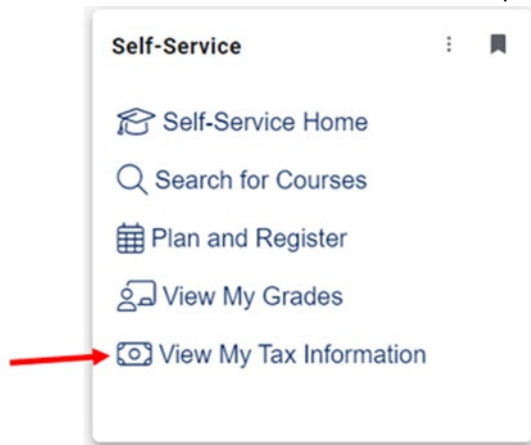 Self-Service
Self-Service Home
Search for Courses
Plan and Register
View My Grades
View My Tax Information